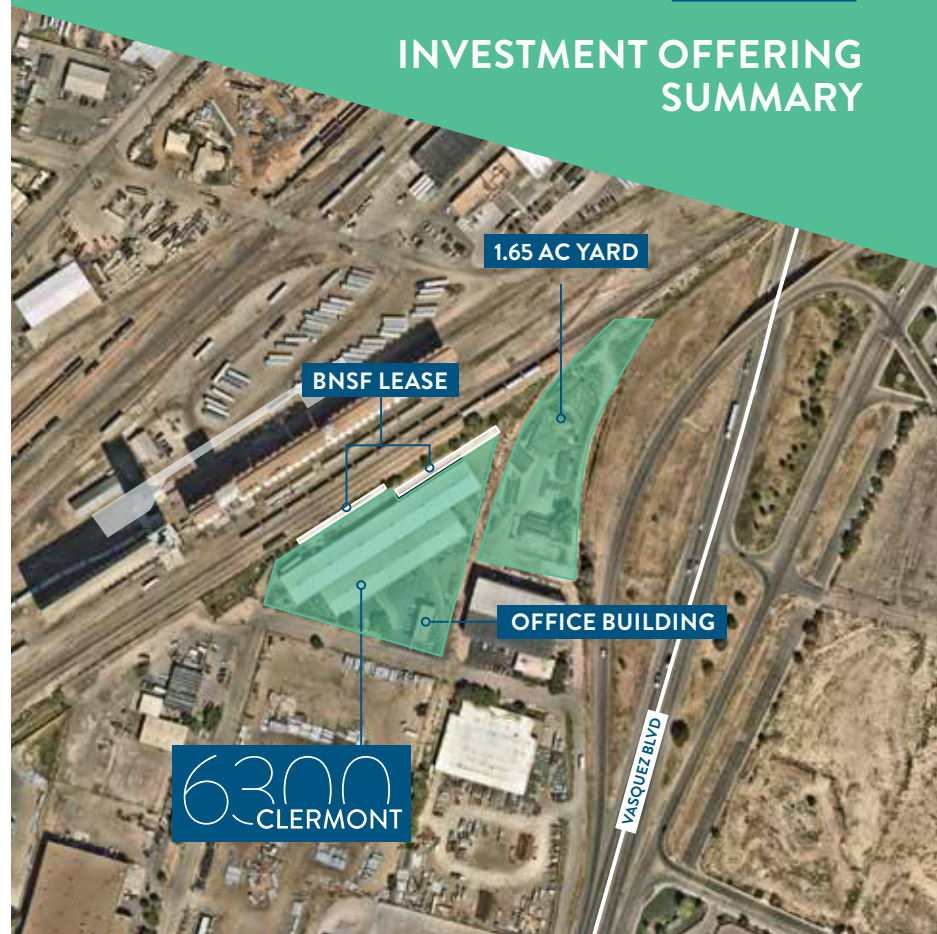 INVESTMENT OFFERING
SUMMARY
1.65 AC YARD
BNSF LEASE
OFFICE BUILDING
6300
CLERMONT
VASQUEZ BLVD